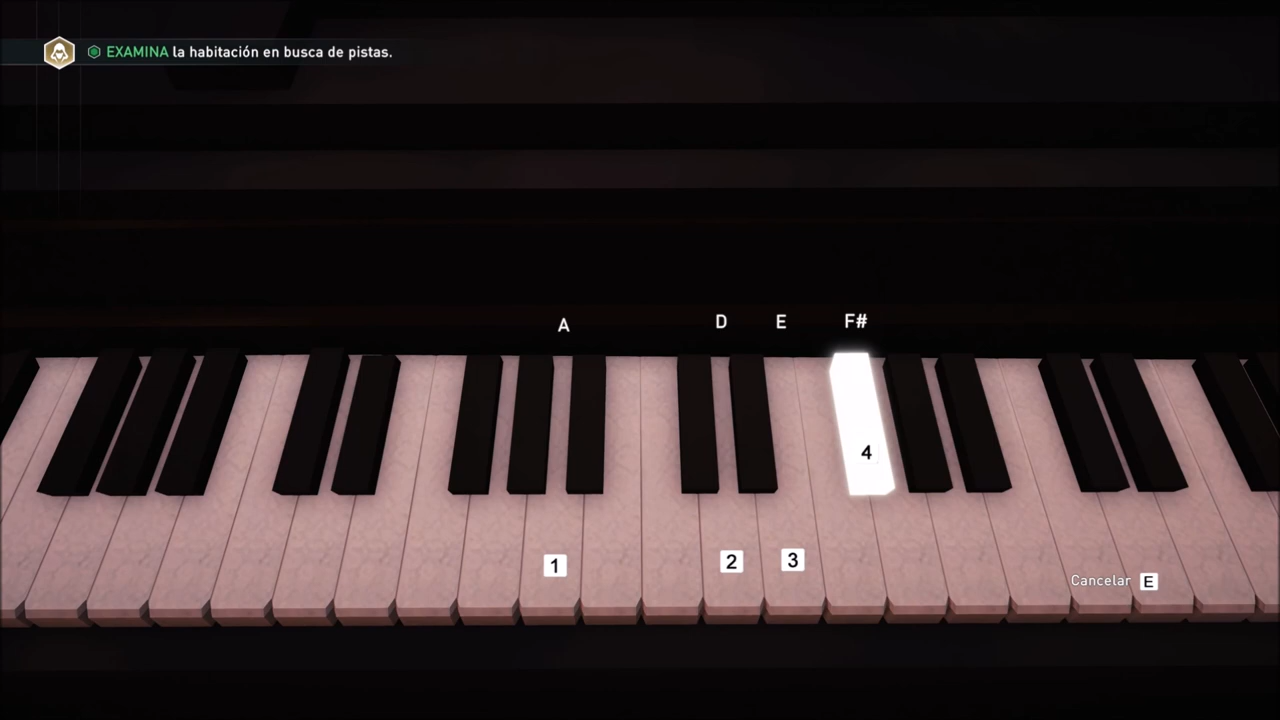 EXAMINA la habitación en busca de pistas.
A D E F#
4
1 2 3
Cancelar E